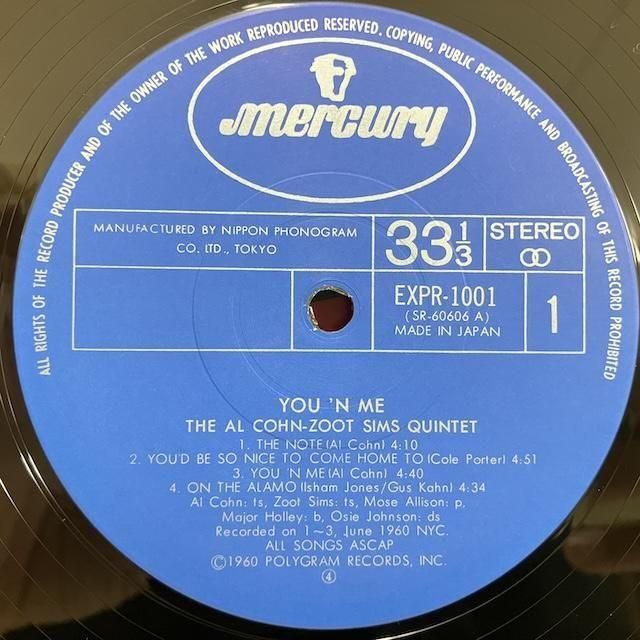 ALL RIGHTS OF THE RECORD PRODUCER AND OF THE OWNER OF THE WORK REPRODUCED RESERVED. COPYING, PUBLIC PERFORMANCE AND BROADCASTING OF THIS RECORD PROHIBITED
mercury
MANUFACTURED BY NIPPON PHONOGRAM
CO. LTD., TOKYO
33 1/3
STEREO
EXPR-1001
(SR-60606 A)
MADE IN JAPAN
1
YOU 'N ME
THE AL COHN-ZOOT SIMS QUINTET
1. THE NOTE(Al Cohn) 4:10
2. YOU'D BE SO NICE TO COME HOME TO(Cole Porter) 4:51
3. YOU 'N ME(Al Cohn) 4:40
4. ON THE ALAMO(Isham Jones/Gus Kahn) 4:34
Al Cohn: ts, Zoot Sims: ts, Mose Allison: p,
Major Holley: b, Osie Johnson: ds
Recorded on 1~3, June 1960 NYC.
ALL SONGS ASCAP
Ⓒ1960 POLYGRAM RECORDS, INC.
④